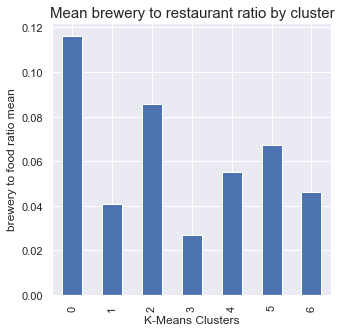 Mean brewery to restaurant ratio by cluster
brewery to food ratio mean
0.12
0.10
0.08
0.06
0.04
0.02
0.00
0 1 2 3 4 5 6
K-Means Clusters